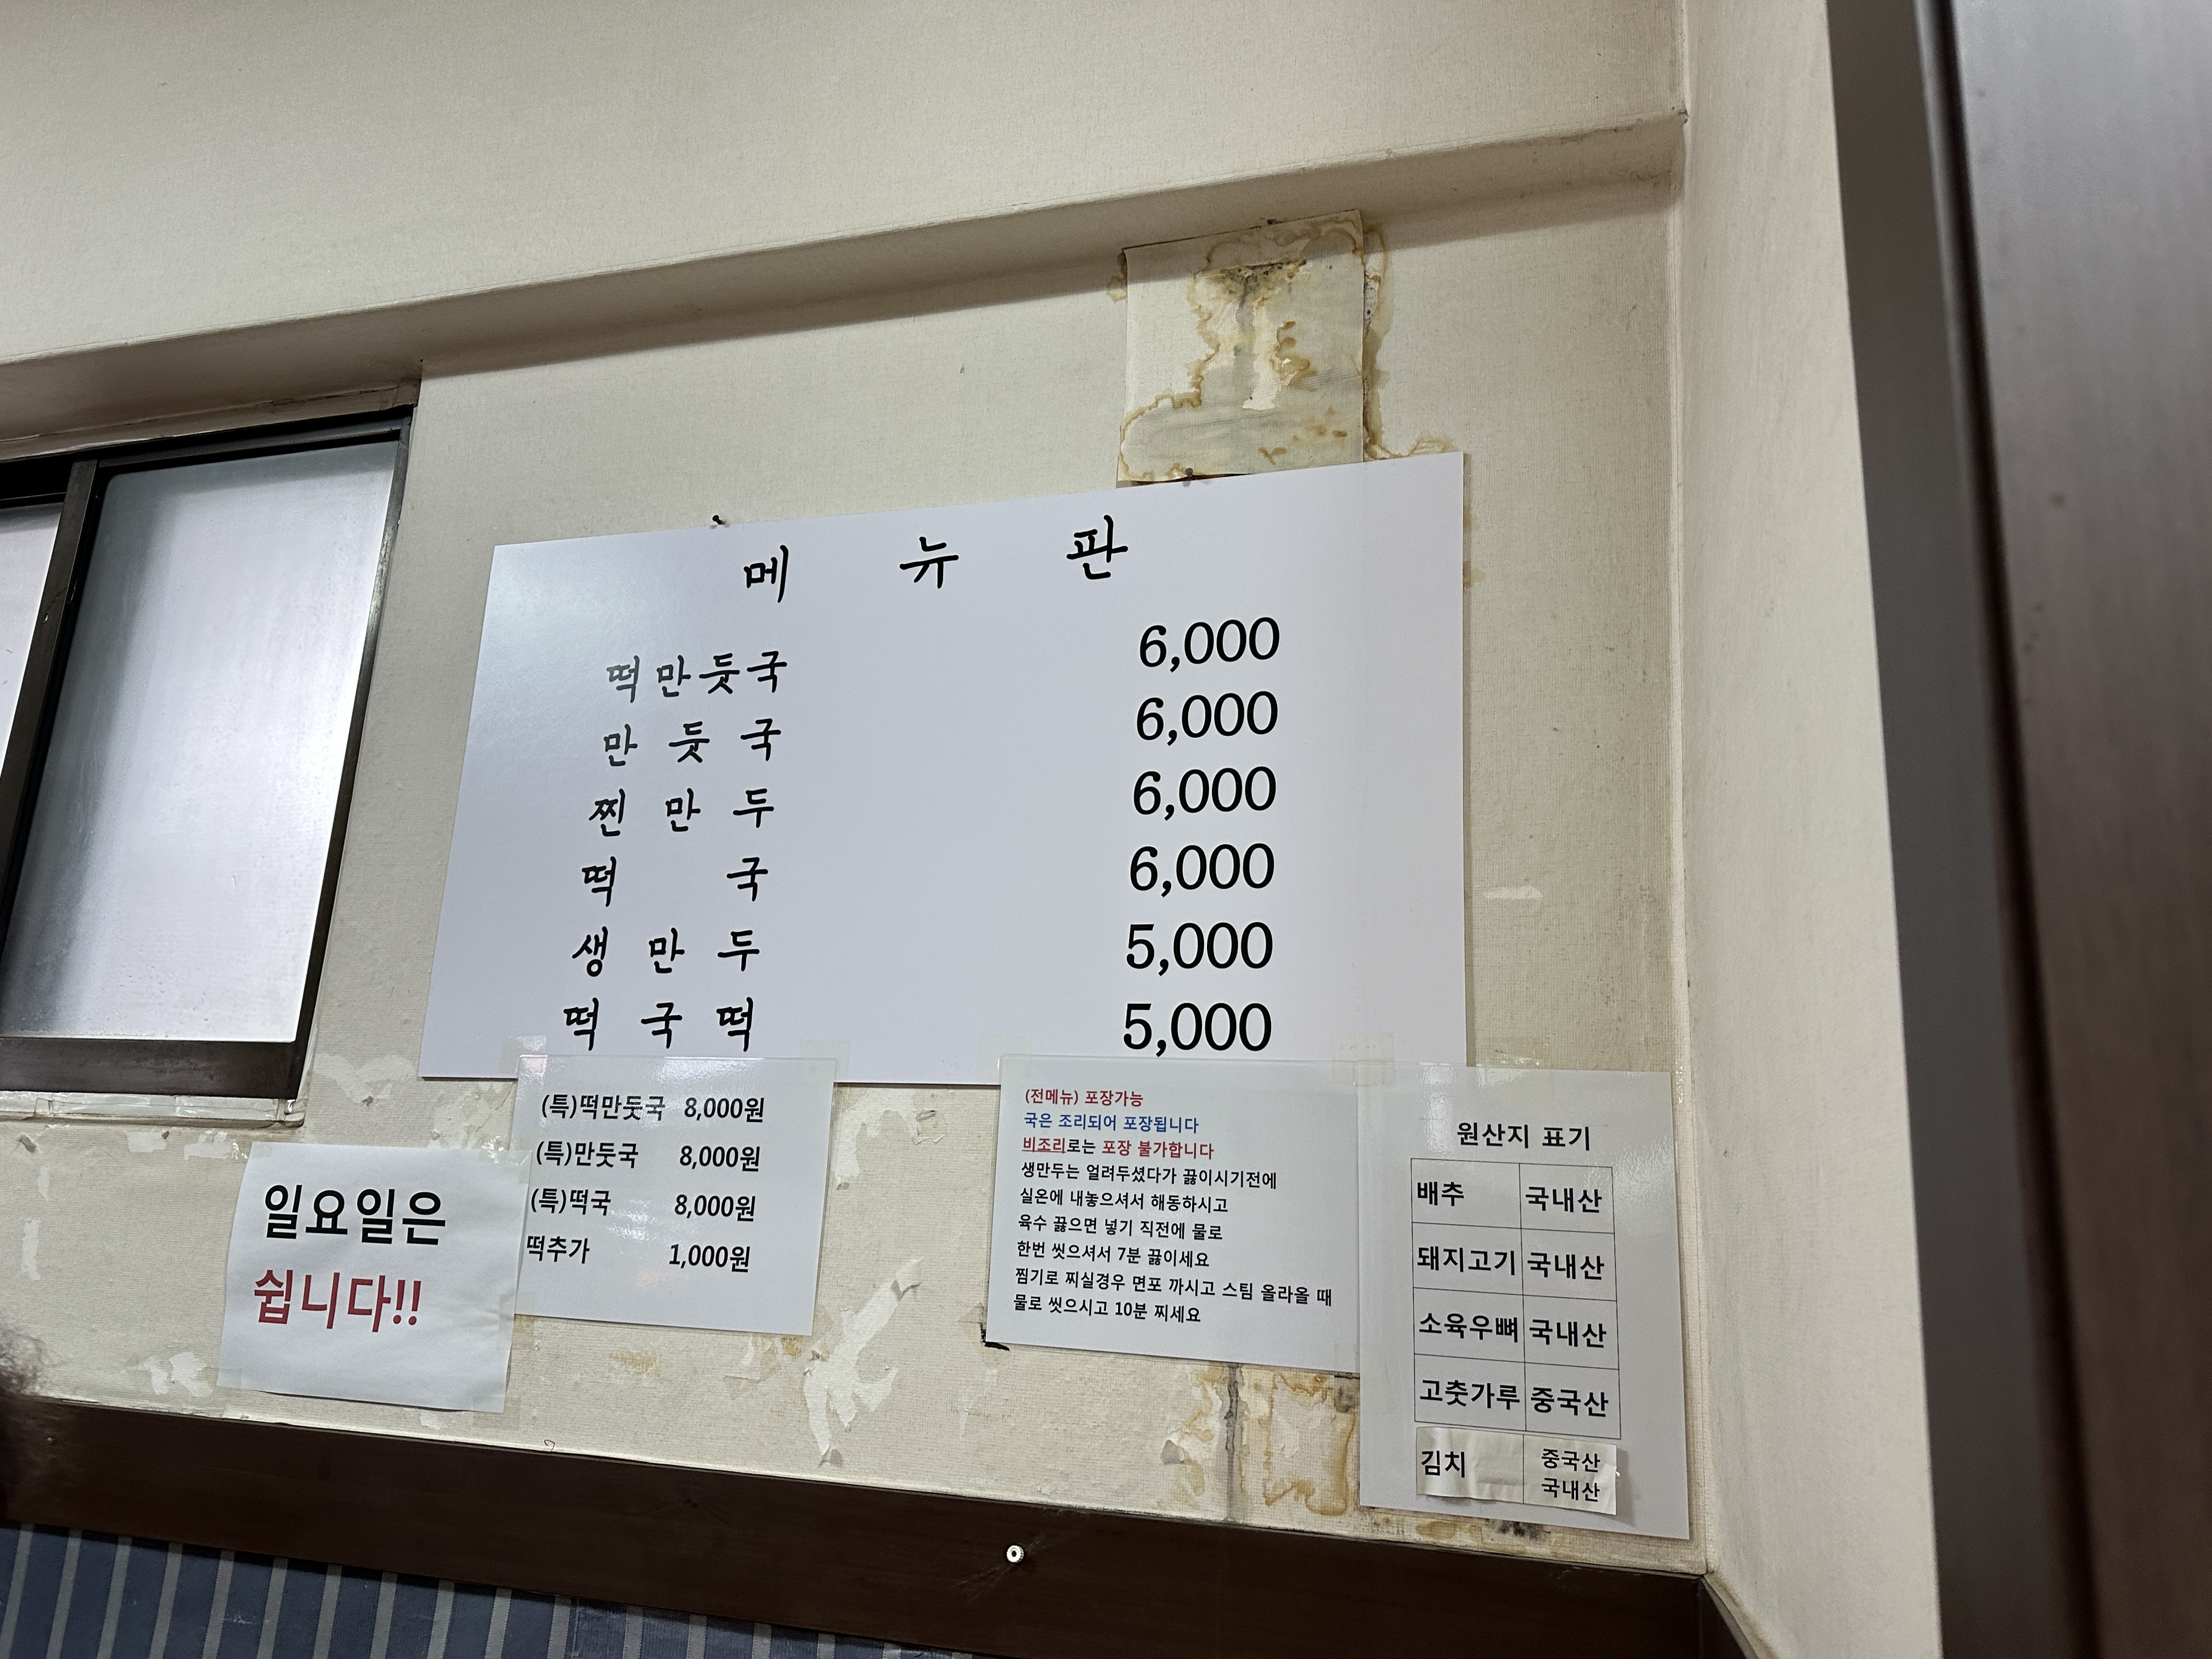 메 뉴 판
떡만둣국 6,000
만 둣 국 6,000
찐 만 두 6,000
떡 국 6,000
생 만 두 5,000
떡 국 떡 5,000
(특)떡만둣국 8,000원
(특)만둣국 8,000원
(특)떡국 8,000원
떡추가 1,000원
일요일은
쉽니다!!
(전메뉴) 포장가능
국은 조리되어 포장됩니다
비조리로는 포장 불가합니다
생만두는 얼려두셨다가 끓이시기전에
실온에 내놓으셔서 해동하시고
육수 끓으면 넣기 직전에 물로
한번 씻으셔서 7분 끓이세요
찜기로 찌실경우 면포 까시고 스팀 올라올 때
물로 씻으시고 10분 찌세요
원산지 표기
배추 국내산
돼지고기 국내산
소육우뼈 국내산
고춧가루 중국산
김치 중국산
국내산